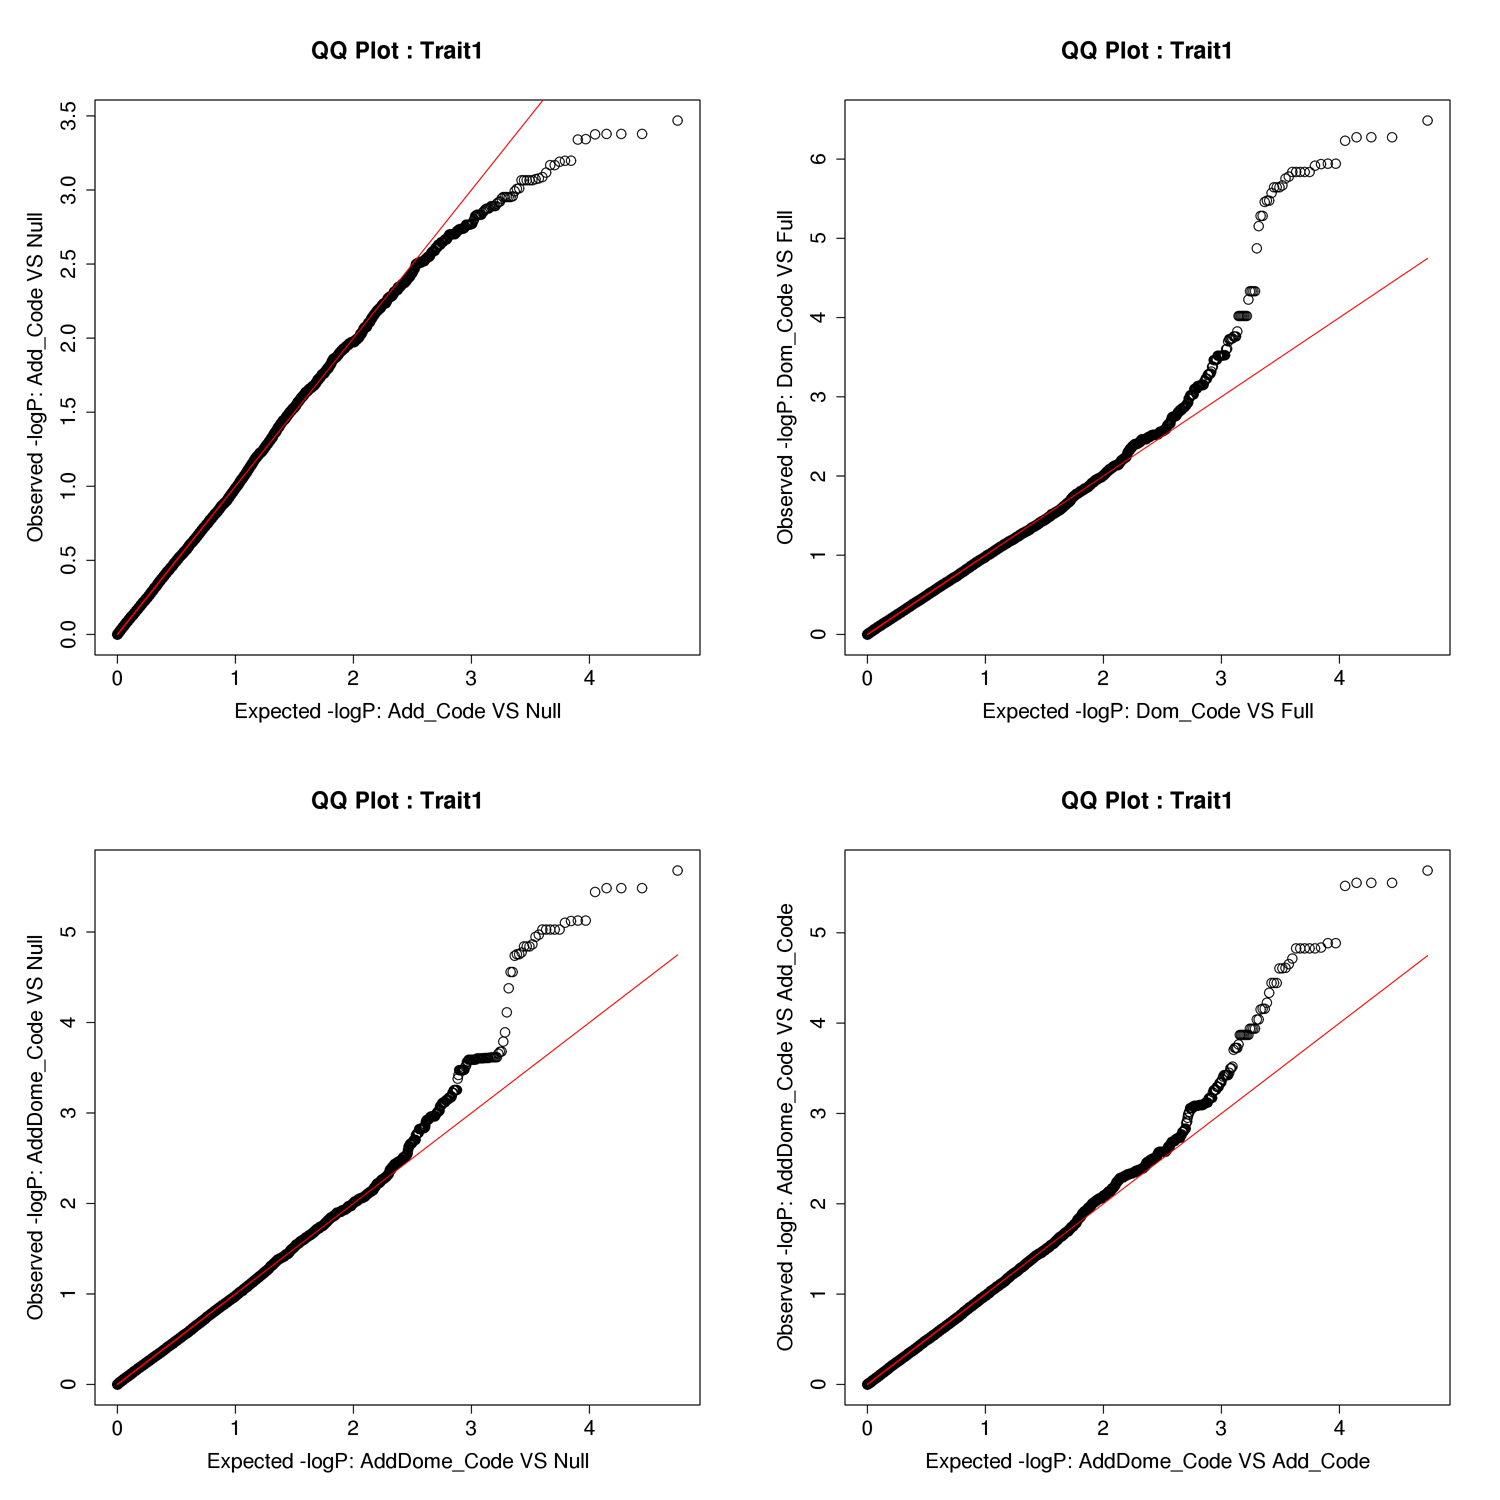 QQ Plot : Trait1
Observed -logP: Add_Code VS Null
3.5
3.0
2.5
2.0
1.5
1.0
0.5
0.0
0 1 2 3 4
Expected -logP: Add_Code VS Null
QQ Plot : Trait1
Observed -logP: Dom_Code VS Full
6
5
4
3
2
1
0
0 1 2 3 4
Expected -logP: Dom_Code VS Full
QQ Plot : Trait1
Observed -logP: AddDome_Code VS Null
5
4
3
2
1
0
0 1 2 3 4
Expected -logP: AddDome_Code VS Null
QQ Plot : Trait1
Observed -logP: AddDome_Code VS Add_Code
5
4
3
2
1
0
0 1 2 3 4
Expected -logP: AddDome_Code VS Add_Code